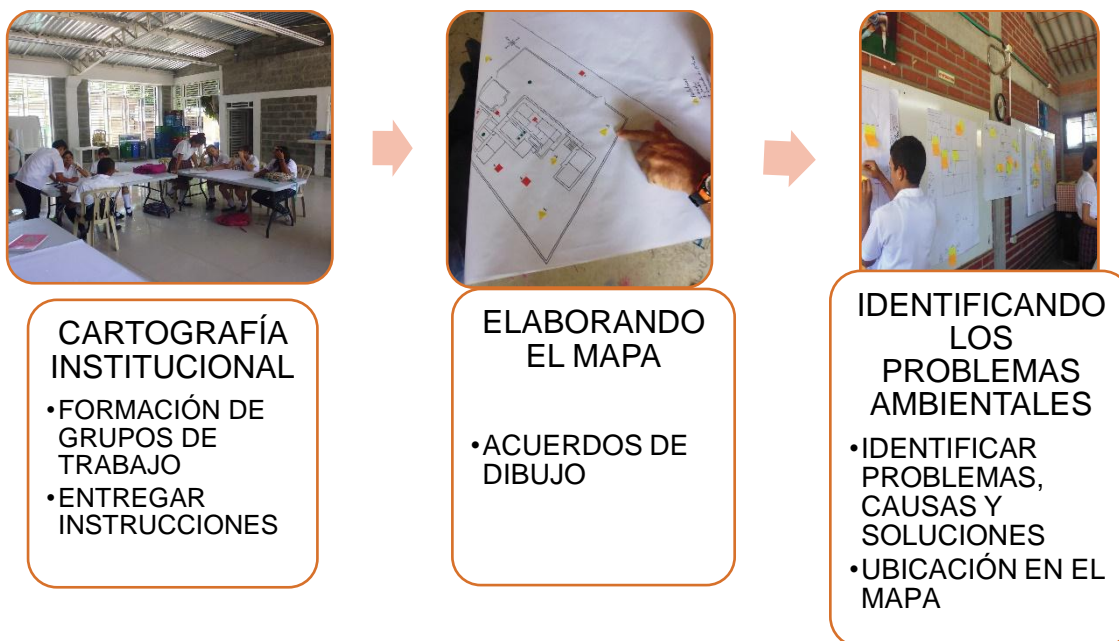 CARTOGRAFÍA
INSTITUCIONAL
•FORMACIÓN DE
GRUPOS DE
TRABAJO
•ENTREGAR
INSTRUCCIONES
ELABORANDO
EL MAPA
•ACUERDOS DE
DIBUJO
IDENTIFICANDO
LOS
PROBLEMAS
AMBIENTALES
•IDENTIFICAR
PROBLEMAS,
CAUSAS Y
SOLUCIONES
•UBICACIÓN EN EL
MAPA